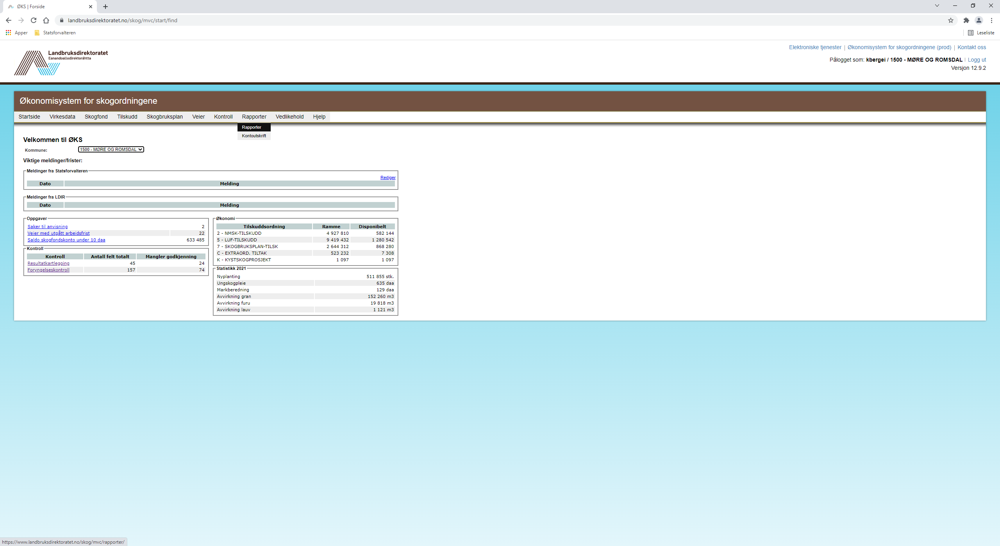 ØKS | Forside
landbruksdirektoratet.no/skog/mvc/start/find
Apper
Statsforvalteren
Leseliste
Landbruksdirektoratet
Eanandoallodirektoráhtta
Elektroniske tjenester | Økonomisystem for skogordningene (prod) | Kontakt oss
Pålogget som: kbergei / 1500 - MØRE OG ROMSDAL | Logg ut
Versjon 12.9.2
Økonomisystem for skogordningene
Startside Virkesdata Skogfond Tilskudd Skogbruksplan Veier Kontroll Rapporter Vedlikehold Hjelp
Rapporter
Kontoutskrift
Velkommen til ØKS
Kommune: 1500 - MØRE OG ROMSDAL
Viktige meldinger/frister:
Meldinger fra Statsforvalteren
Rediger
Dato Melding
Meldinger fra LDIR
Dato Melding
Oppgaver
Saker til anvisning 2
Veier med utgått arbeidsfrist 22
Saldo skogfondskonto under 10 daa 633 485
Kontroll
Kontroll Antall felt totalt Mangler godkjenning
Resultatkartlegging 45 24
Foryngelseskontroll 157 74
Økonomi
Tilskuddsordning Ramme Disponibelt
2 - NMSK-TILSKUDD 4 927 810 582 144
5 - LUF-TILSKUDD 9 419 432 1 280 542
7 - SKOGBRUKSPLAN-TILSK 2 644 312 868 280
C - EXTRAORD. TILTAK 523 232 7 308
K - KYSTSKOGPROSJEKT 1 097 1 097
Statistikk 2021
Nyplanting 511 855 stk.
Ungskogpleie 635 daa
Markberedning 129 daa
Avvirkning gran 152 260 m3
Avvirkning furu 19 818 m3
Avvirkning lauv 1 121 m3
https://www.landbruksdirektoratet.no/skog/mvc/rapporter/